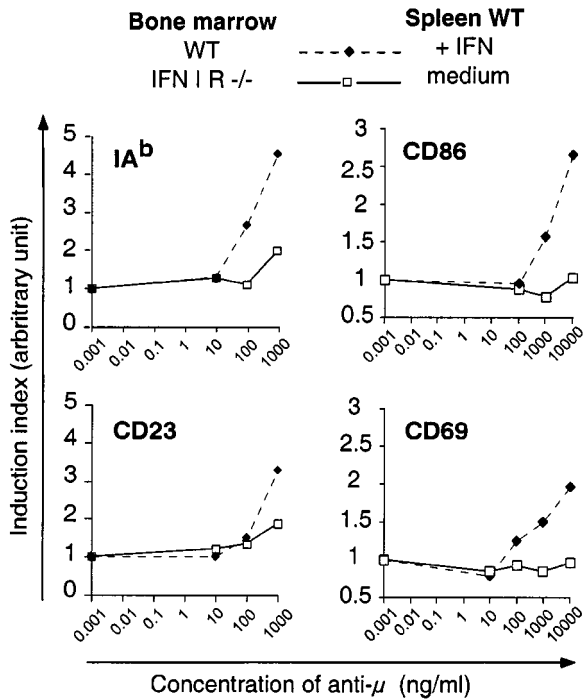 Bone marrow Spleen WT
WT + IFN
IFN I R -/- medium
Induction index (arbritrary unit)
IAb
5
4
3
2
1
0
0.001 0.01 0.1 1 10 100 1000
CD86
3
2.5
2
1.5
1
0.5
0.001 0.01 0.1 1 100 1000 10000
CD23
5
4
3
2
1
0
0.001 0.01 0.1 1 10 100 1000
CD69
3
2.5
2
1.5
1
0.5
0.001 0.01 0.1 1 10 100 1000 10000
Concentration of anti-μ (ng/ml)